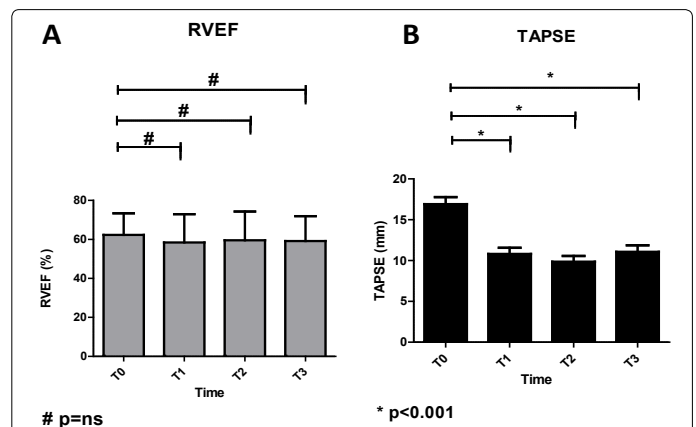 A
RVEF
#
#
#
80
60
40
20
0
RVEF (%)
T0
T1
T2
T3
Time
# p=ns
B
TAPSE
*
*
*
20
15
10
5
0
TAPSE (mm)
T0
T1
T2
T3
Time
* p<0.001